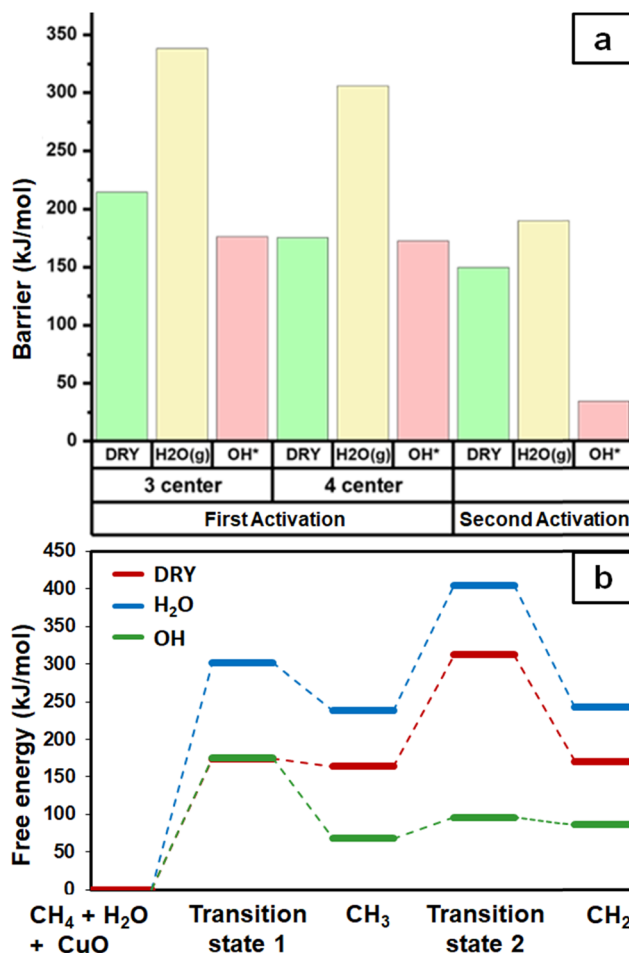 a
Barrier (kJ/mol)
350
300
250
200
150
100
50
0
DRY H2O(g) OH* DRY H2O(g) OH* DRY H2O(g) OH*
3 center 4 center
First Activation Second Activation
b
Free energy (kJ/mol)
450
400
350
300
250
200
150
100
50
0
DRY
H₂O
OH
CH₄ + H₂O + CuO
Transition state 1
CH₃
Transition state 2
CH₂